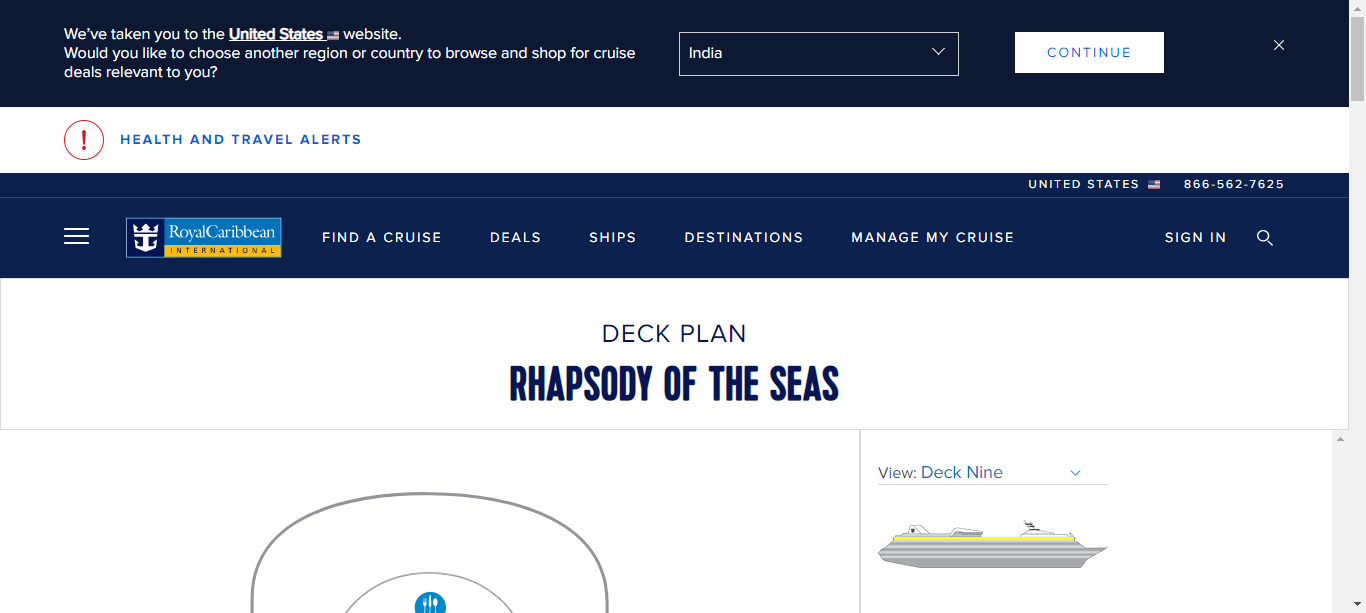 We've taken you to the United States website.
Would you like to choose another region or country to browse and shop for cruise
deals relevant to you?
India
CONTINUE
!
HEALTH AND TRAVEL ALERTS
UNITED STATES
866-562-7625
RoyalCaribbean
INTERNATIONAL
FIND A CRUISE
DEALS
SHIPS
DESTINATIONS
MANAGE MY CRUISE
SIGN IN
DECK PLAN
RHAPSODY OF THE SEAS
View: Deck Nine